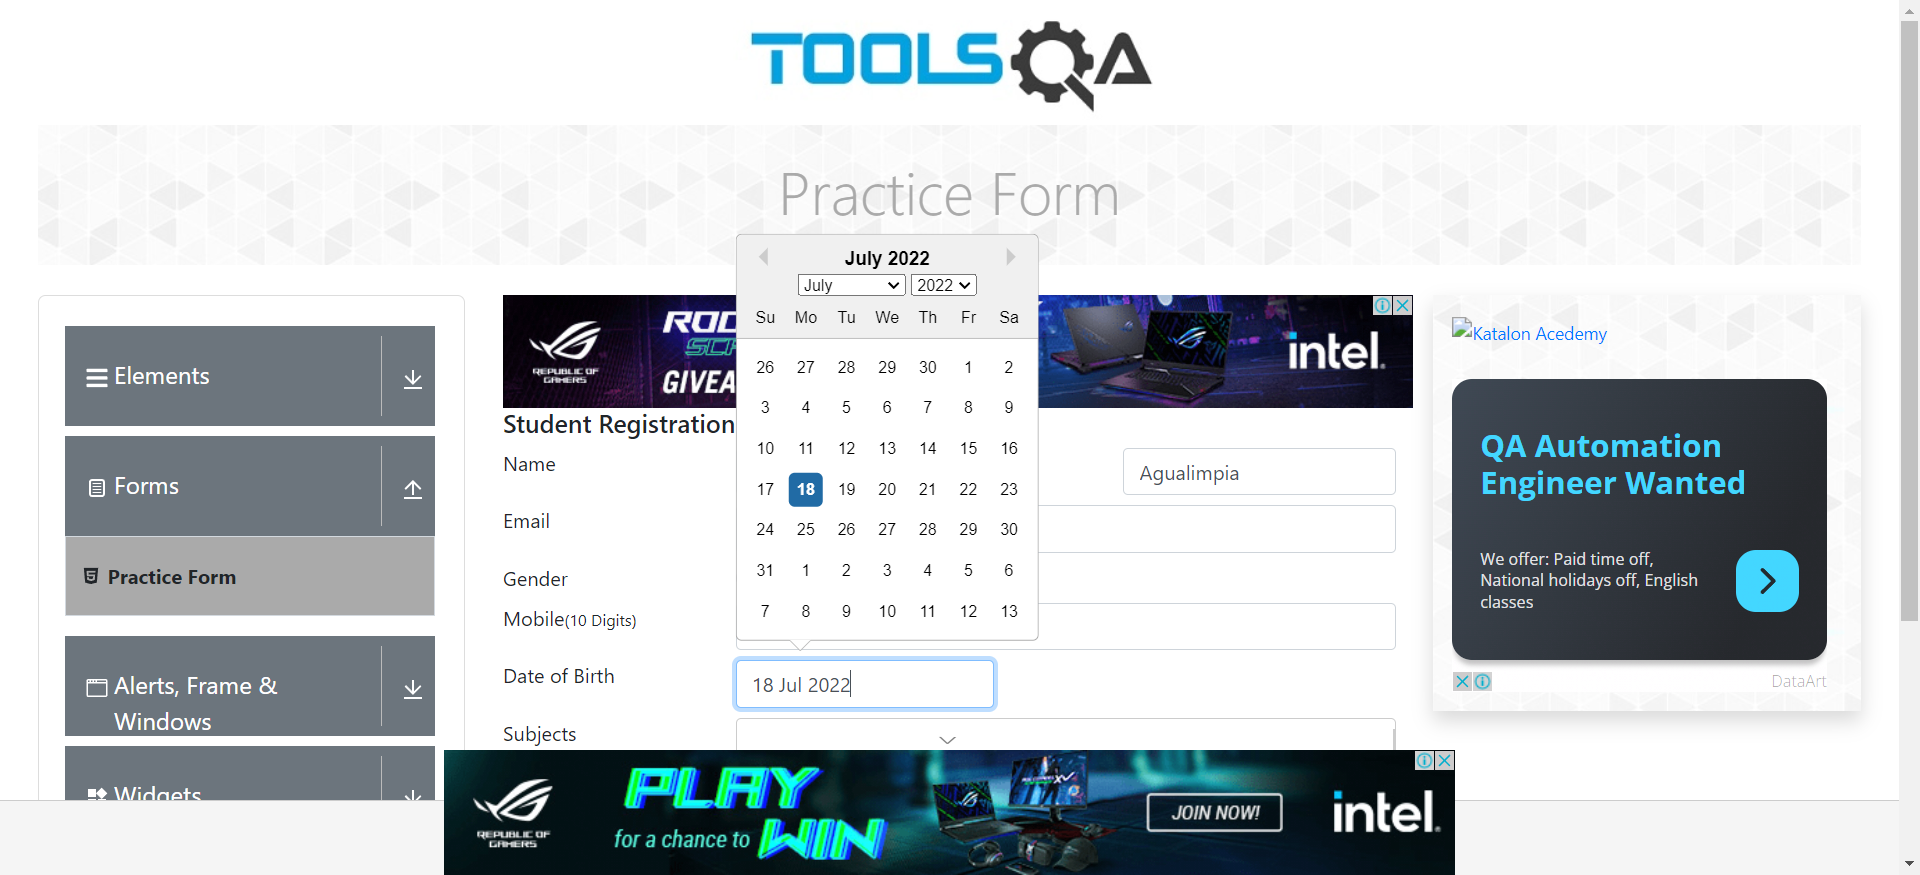 TOOLSQA
Practice Form
July 2022
July 2022
Su Mo Tu We Th Fr Sa
26 27 28 29 30 1 2
3 4 5 6 7 8 9
10 11 12 13 14 15 16
17 18 19 20 21 22 23
24 25 26 27 28 29 30
31 1 2 3 4 5 6
7 8 9 10 11 12 13
Elements
Forms
Practice Form
Alerts, Frame &
Windows
Widgets
REPUBLIC OF
GAMERS
GIVEA
intel.
Student Registration
Name
Agualimpia
Email
Gender
Mobile(10 Digits)
Date of Birth
18 Jul 2022
Subjects
Katalon Acedemy
QA Automation
Engineer Wanted
We offer: Paid time off,
National holidays off, English
classes
DataArt
REPUBLIC OF
GAMERS
PLAY
for a chance to WIN
JOIN NOW!
intel.